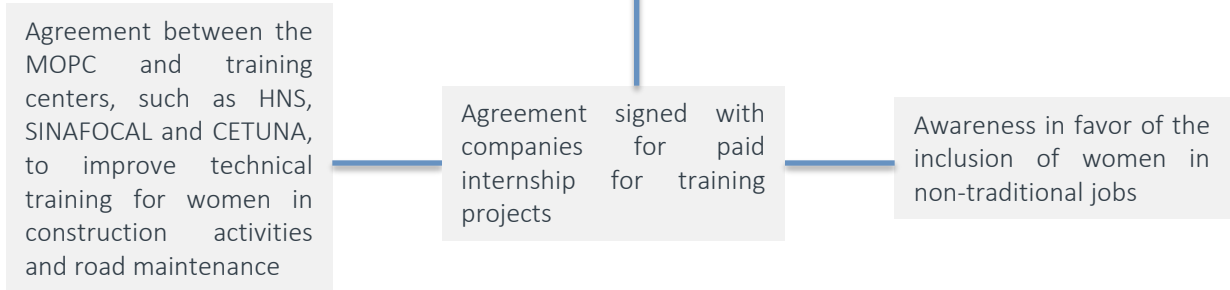 Agreement between the
MOPC and training
centers, such as HNS,
SINAFOCAL and CETUNA,
to improve technical
training for women in
construction activities
and road maintenance
Agreement signed with
companies for paid
internship for training
projects
Awareness in favor of the
inclusion of women in
non-traditional jobs